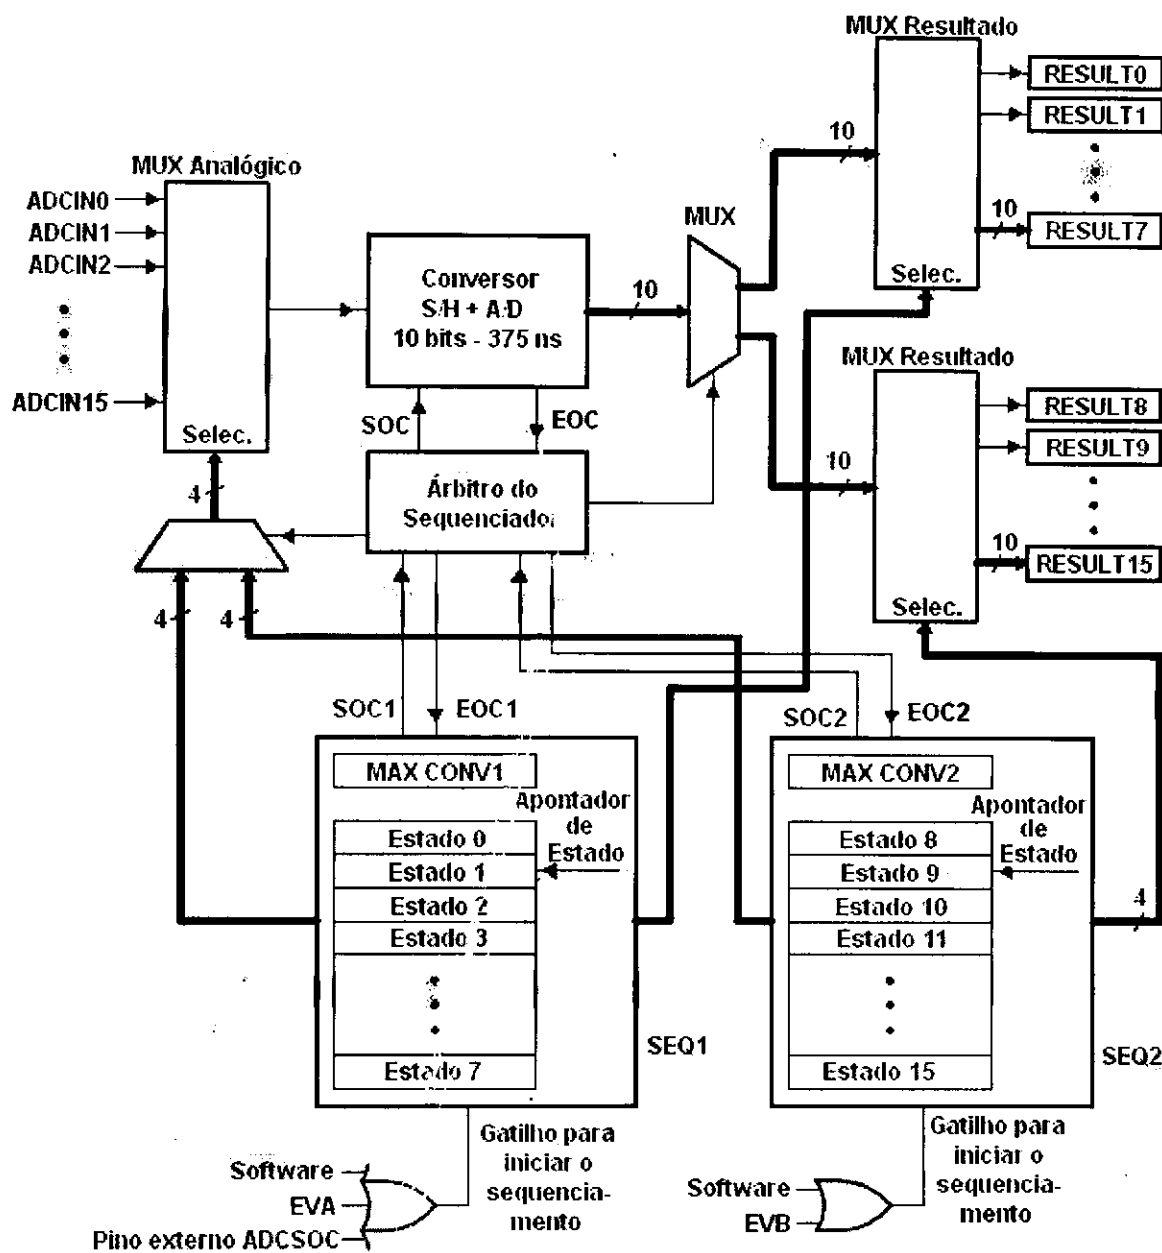 MUX Resultado
RESULT0
RESULT1
10
10
RESULT7
Selec.
MUX Analógico
ADCIN0
ADCIN1
ADCIN2
ADCIN15
Selec.
Conversor
S/H + A/D
10 bits - 375 ns
10
MUX
MUX Resultado
RESULT8
RESULT9
10
10
RESULT15
Selec.
SOC
EOC
Árbitro do
Sequenciador
4
4
4
SOC1
EOC1
SOC2
EOC2
MAX CONV1
Apontador
de
Estado
Estado 0
Estado 1
Estado 2
Estado 3
Estado 7
SEQ1
MAX CONV2
Apontador
de
Estado
Estado 8
Estado 9
Estado 10
Estado 11
Estado 15
4
SEQ2
Software
EVA
Pino externo ADCSOC
Gatilho para
iniciar o
sequencia-
mento
Software
EVB
Gatilho para
iniciar o
sequencia-
mento